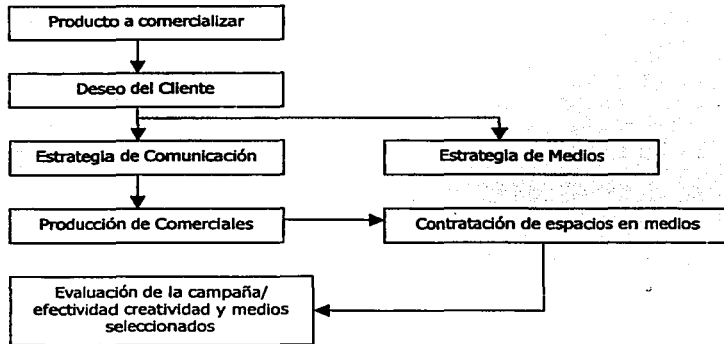 Producto a comercializar
Deseo del Cliente
Estrategia de Comunicación
Estrategia de Medios
Producción de Comerciales
Contratación de espacios en medios
Evaluación de la campaña/
efectividad creatividad y medios
seleccionados